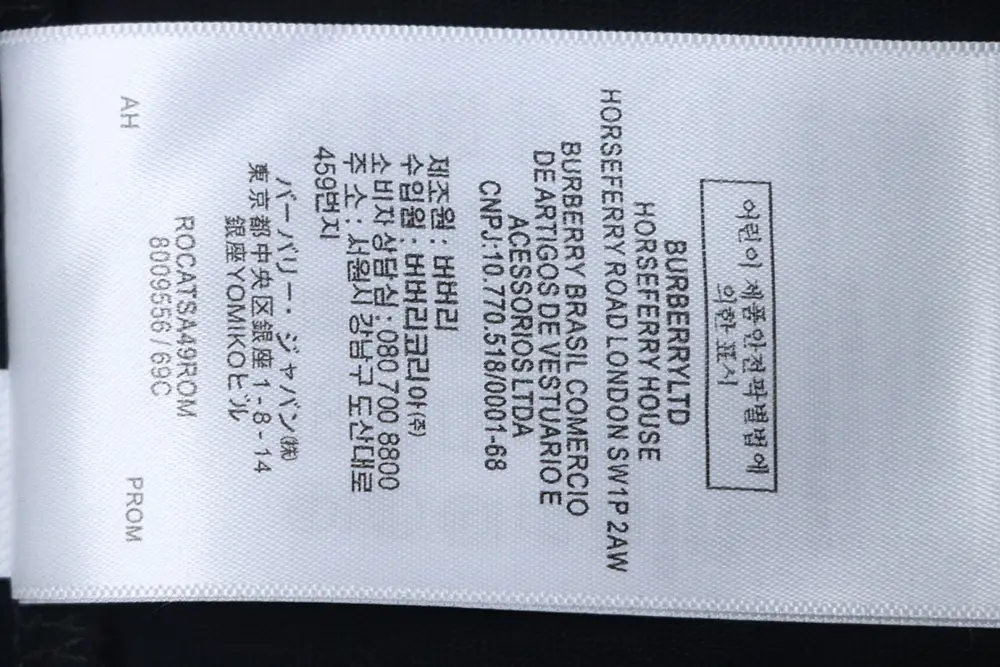 어린이 제품 안전 특별법에
의한 표시
BURBERRY LTD
HORSEFERRY HOUSE
HORSEFERRY ROAD LONDON SW1P 2AW
BURBERRY BRASIL COMERCIO
DE ARTIGOS DE VESTUARIO E
ACESSORIOS LTDA
CNPJ:10.770.518/0001-68
제조원 : 버버리
수입원 : 버버리코리아(주)
소비자 상담실 : 080 700 8800
주 소 : 서울시 강남구 도산대로
459번지
バーバリー・ジャパン(株)
東京都中央区銀座 1 - 8 - 14
銀座YOMIKOビル
ROCATSA49ROM
8009556 / 69C
AH
PROM